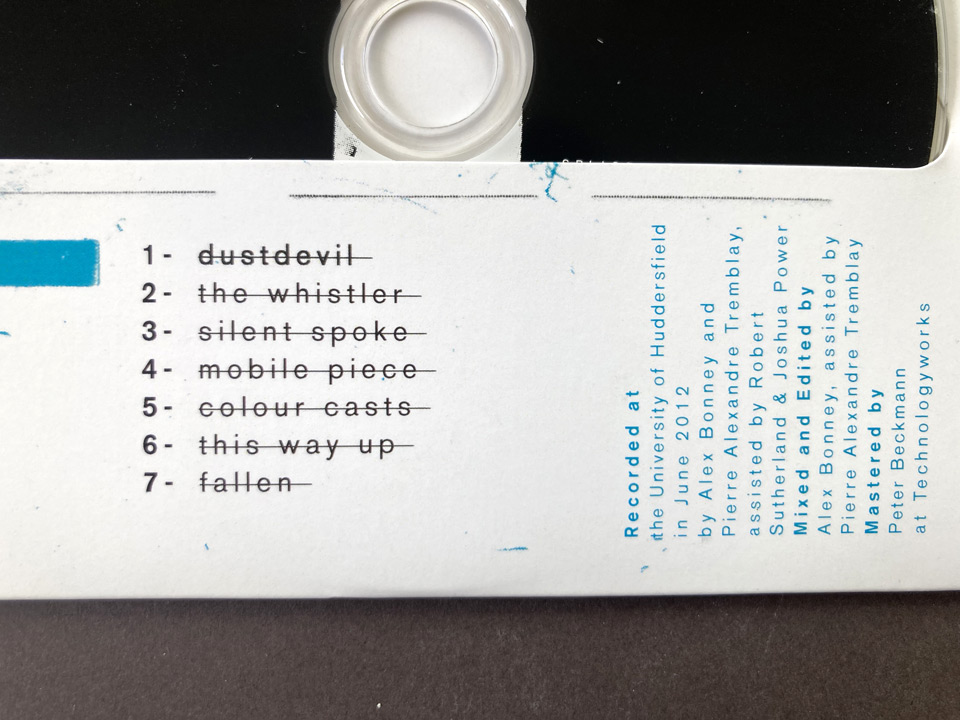 1- dustdevil
2- the whistler
3- silent spoke
4- mobile piece
5- colour casts
6- this way up
7- fallen
Recorded at
the University of Huddersfield
in June 2012
by Alex Bonney and
Pierre Alexandre Tremblay,
assisted by Robert
Sutherland & Joshua Power
Mixed and Edited by
Alex Bonney, assisted by
Pierre Alexandre Tremblay
Mastered by
Peter Beckmann
at Technologyworks